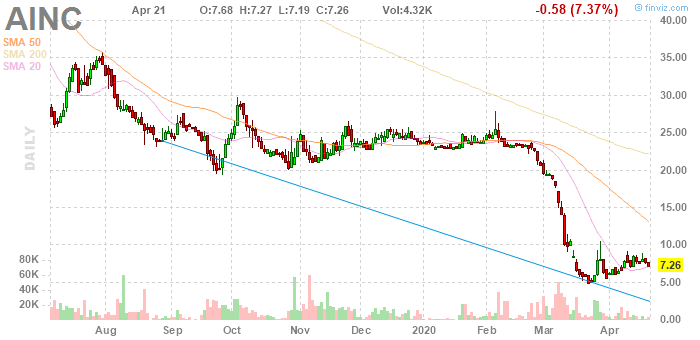 AINC
Apr 21 O:7.68 H:7.27 L:7.19 C:7.26 Vol:4.32K -0.58 (7.37%)
© finviz.com
SMA 50
SMA 200
SMA 20
DAILY
40.00
35.00
30.00
25.00
20.00
15.00
10.00
7.26
5.00
0.00
80K
60K
40K
20K
Aug Sep Oct Nov Dec 2020 Feb Mar Apr